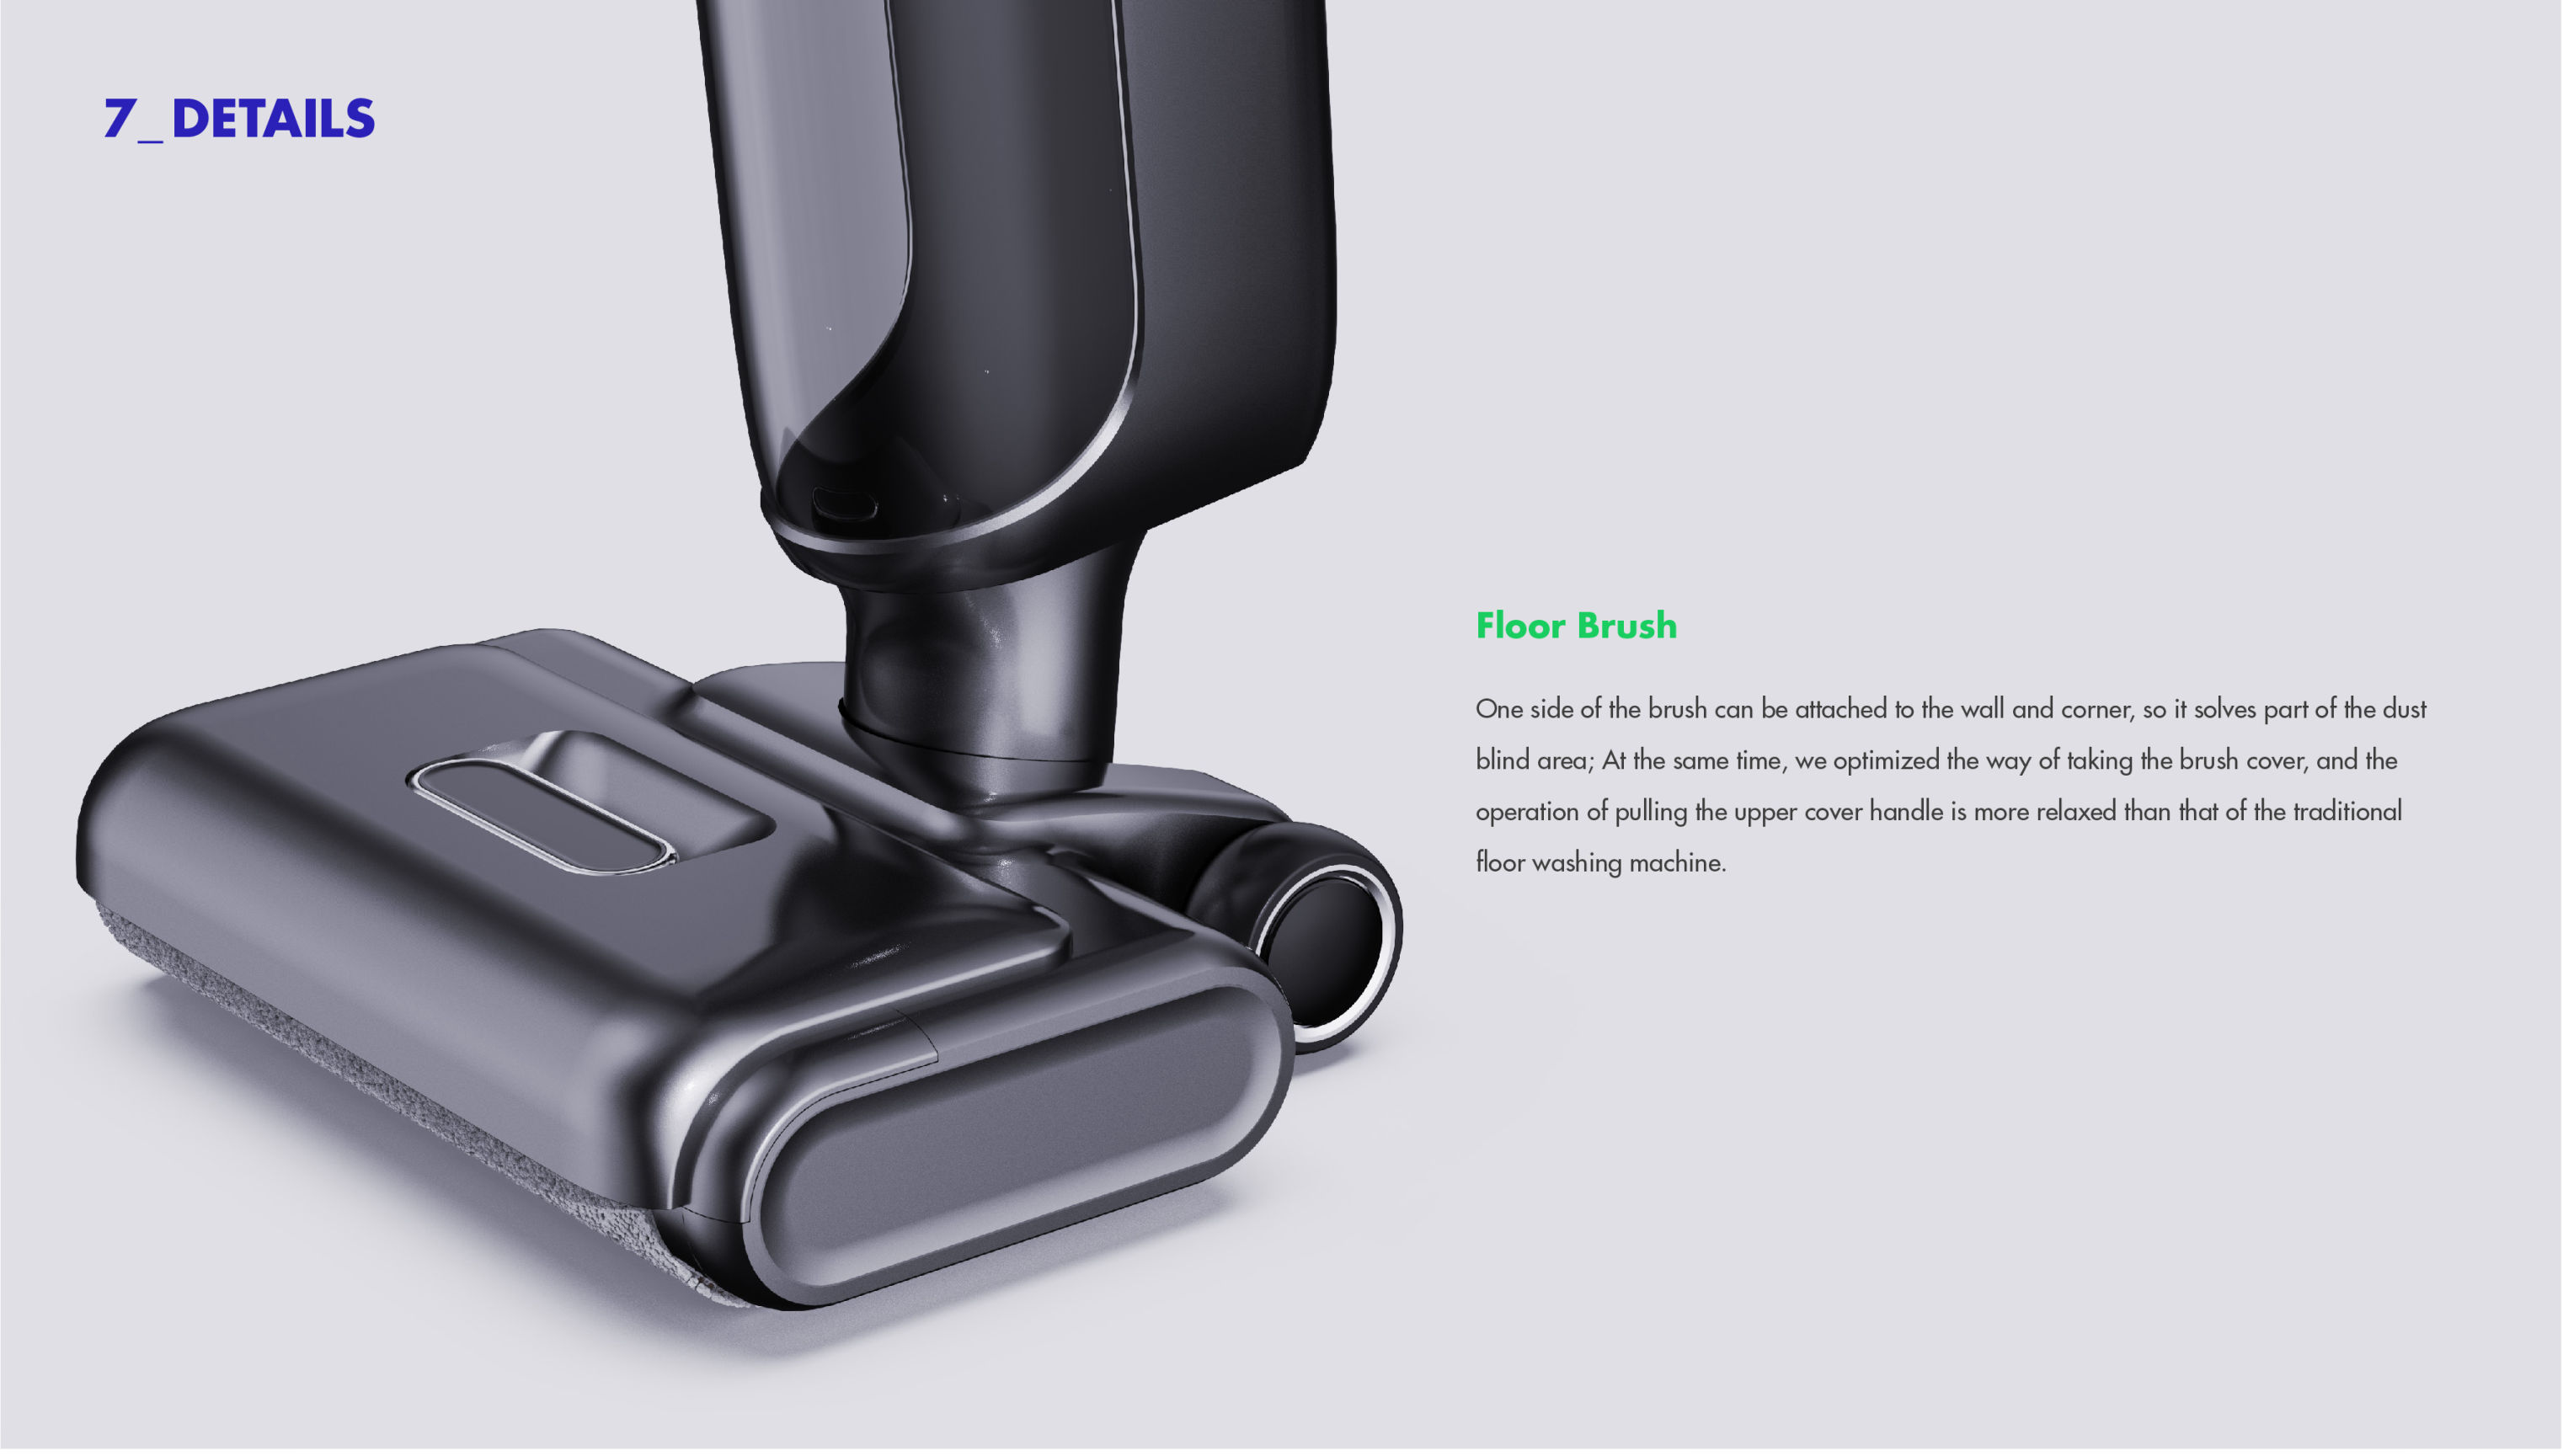 7_ DETAILS
Floor Brush
One side of the brush can be attached to the wall and corner, so it solves part of the dust
blind area; At the same time, we optimized the way of taking the brush cover, and the
operation of pulling the upper cover handle is more relaxed than that of the traditional
floor washing machine.